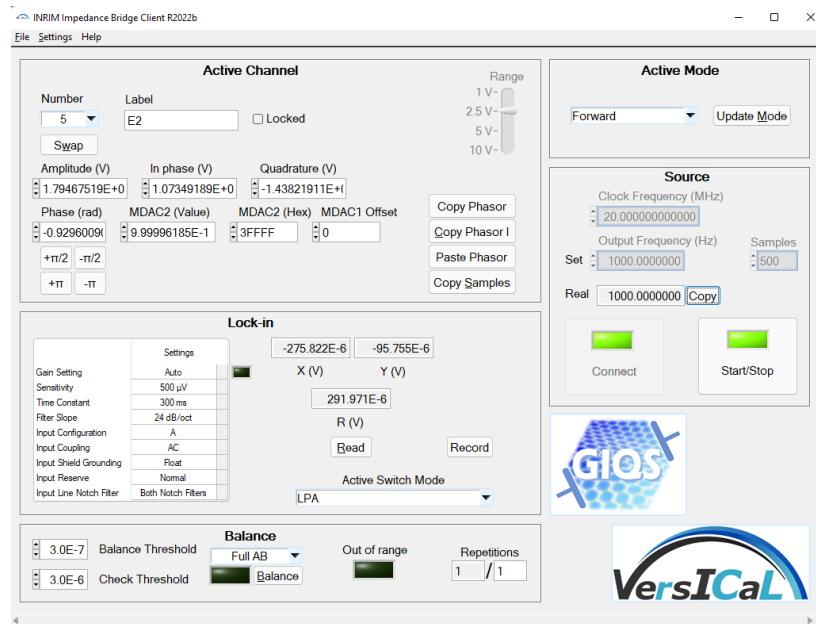 INRIM Impedance Bridge Client R2022b
File Settings Help
Active Channel
Number
Label
Range
5
E2
Locked
1 V
2.5 V
5 V
10 V
Swap
Amplitude (V)
In phase (V)
Quadrature (V)
1.79467519E+0
1.07349189E+0
-1.43821911E+(
Phase (rad)
MDAC2 (Value)
MDAC2 (Hex)
MDAC1 Offset
-0.9296009(
9.99996185E-1
3FFFF
0
+π/2
-π/2
+π
-π
Copy Phasor
Copy Phasor I
Paste Phasor
Copy Samples
Active Mode
Forward
Update Mode
Source
Clock Frequency (MHz)
20.000000000000
Output Frequency (Hz)
Samples
Set
1000.0000000
500
Real
1000.0000000
Copy
Connect
Start/Stop
Lock-in
Settings
Gain Setting Auto
Sensitivity 500 µV
Time Constant 300 ms
Filter Slope 24 dB/oct
Input Configuration A
Input Coupling AC
Input Shield Grounding Float
Input Reserve Normal
Input Line Notch Filter Both Notch Filters
-275.822E-6
-95.755E-6
X (V)
Y (V)
291.971E-6
R (V)
Read
Record
Active Switch Mode
LPA
Balance
3.0E-7
Balance Threshold
Full AB
Out of range
Repetitions
3.0E-6
Check Threshold
Balance
1 / 1
GIQS
VersICaL